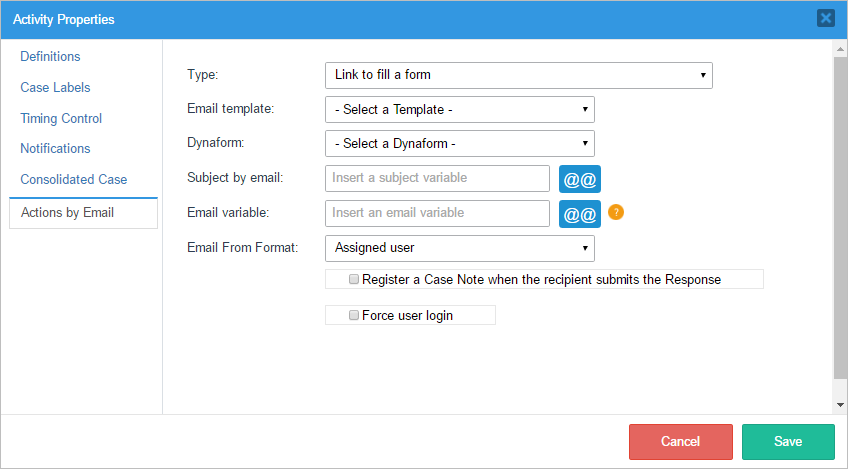 Activity Properties
Definitions
Case Labels
Timing Control
Notifications
Consolidated Case
Actions by Email
Type: Link to fill a form
Email template: - Select a Template -
Dynaform: - Select a Dynaform -
Subject by email: Insert a subject variable @@
Email variable: Insert an email variable @@ ?
Email From Format: Assigned user
Register a Case Note when the recipient submits the Response
Force user login
Cancel Save